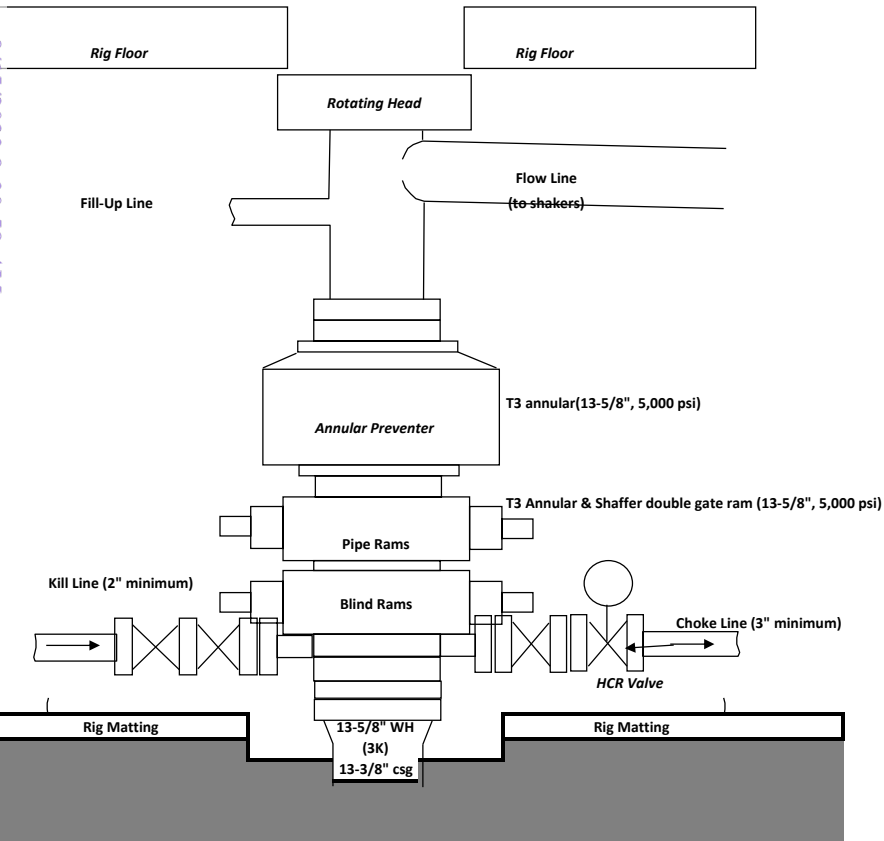 Rig Floor
Rig Floor
Rotating Head
Flow Line
(to shakers)
Fill-Up Line
T3 annular(13-5/8", 5,000 psi)
Annular Preventer
T3 Annular & Shaffer double gate ram (13-5/8", 5,000 psi)
Pipe Rams
Kill Line (2" minimum)
Blind Rams
Choke Line (3" minimum)
HCR Valve
Rig Matting
13-5/8" WH
(3K)
13-3/8" csg
Rig Matting